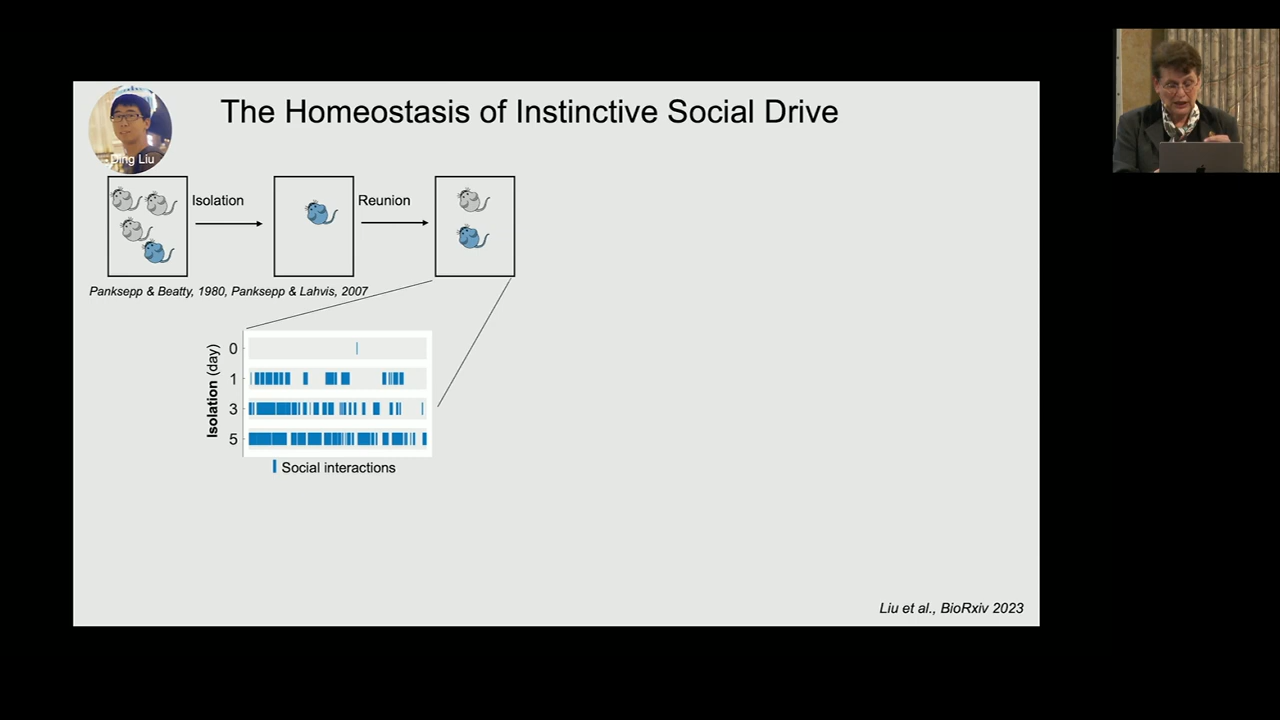 The Homeostasis of Instinctive Social Drive
Ding Liu
Isolation
Reunion
Panksepp & Beatty, 1980, Panksepp & Lahvis, 2007
Isolation (day)
0
1
3
5
Social interactions
Liu et al., BioRxiv 2023